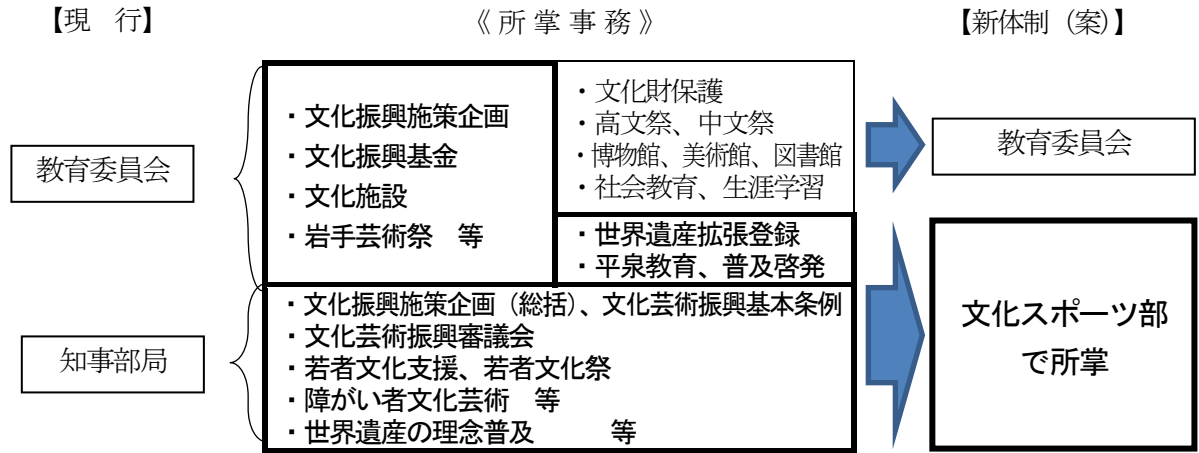 【現　行】
《所掌事務》
【新体制（案）】
教育委員会
・文化振興施策企画
・文化振興基金
・文化施設
・岩手芸術祭　等
・文化財保護
・高文祭、中文祭
・博物館、美術館、図書館
・社会教育、生涯学習
・世界遺産拡張登録
・平泉教育、普及啓発
教育委員会
知事部局
・文化振興施策企画（総括）、文化芸術振興基本条例
・文化芸術振興審議会
・若者文化支援、若者文化祭
・障がい者文化芸術　等
・世界遺産の理念普及　　　等
文化スポーツ部
で所掌